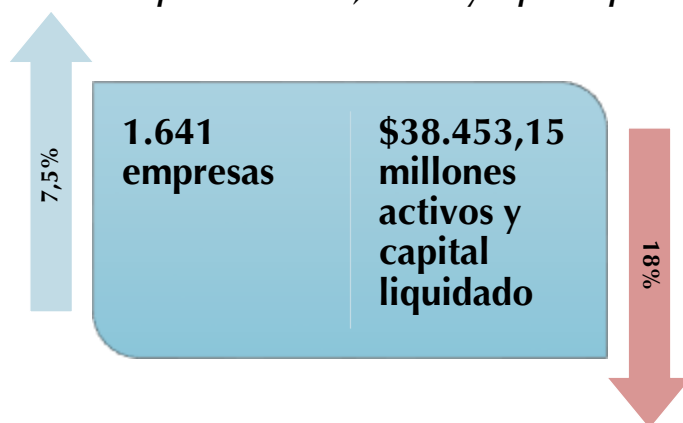 7,5%
1.641
empresas
$38.453,15
millones
activos y
capital
liquidado
18%